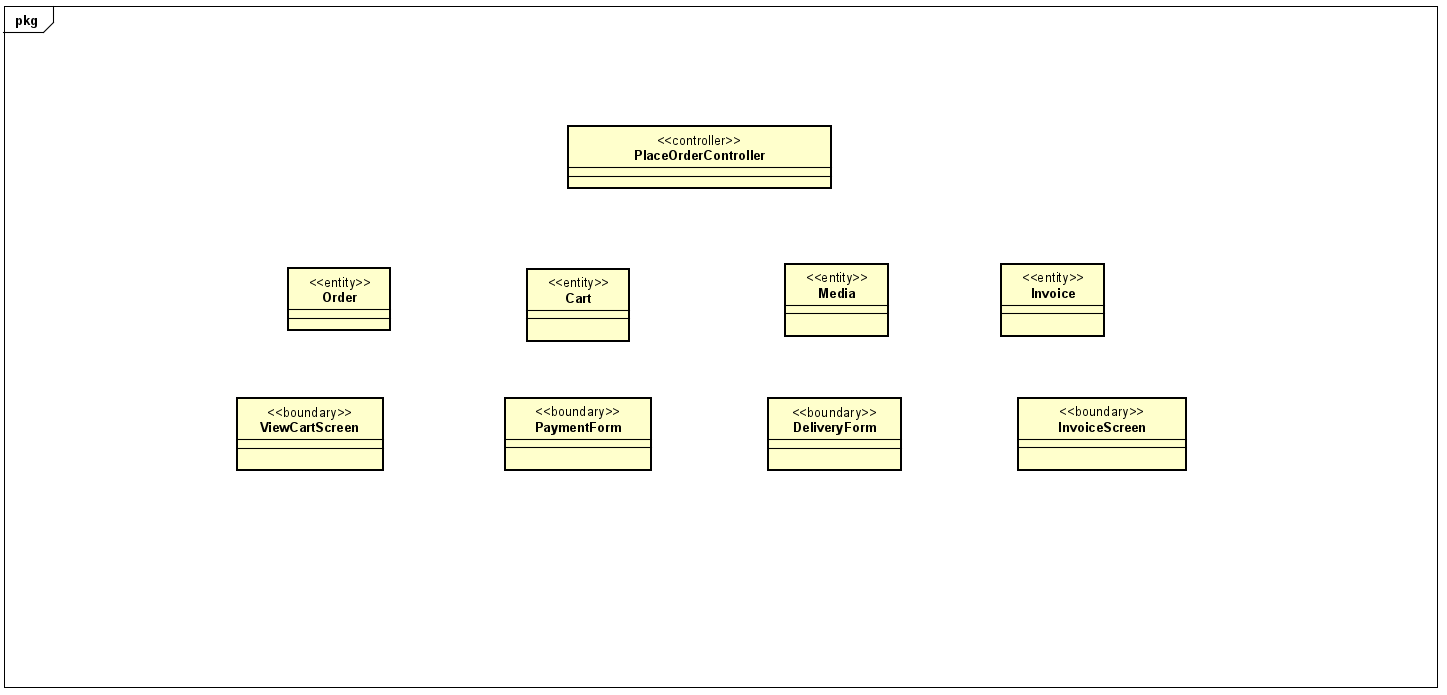 pkg
<<controller>>
PlaceOrderController
<<entity>>
Order
<<entity>>
Cart
<<entity>>
Media
<<entity>>
Invoice
<<boundary>>
ViewCartScreen
<<boundary>>
PaymentForm
<<boundary>>
DeliveryForm
<<boundary>>
InvoiceScreen